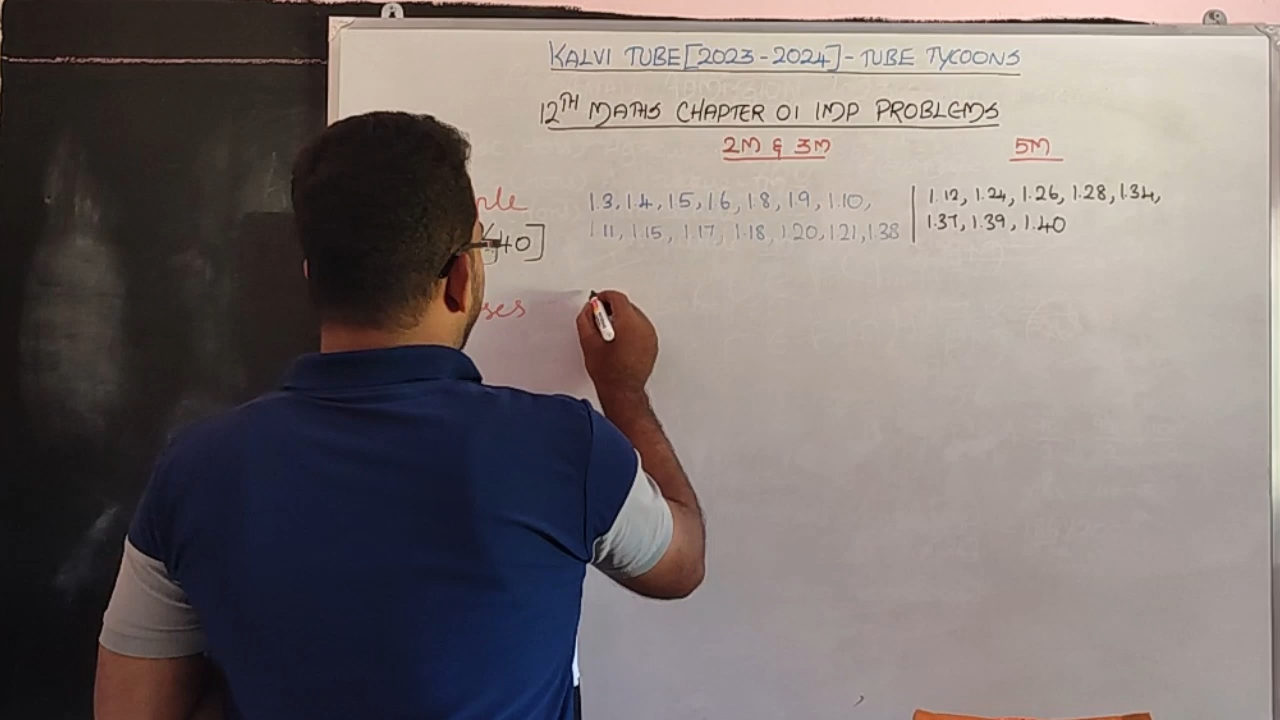 KALVI TUBE[2023-2024]-TUBE TYCOONS
12TH MATHS CHAPTER 01 IMP PROBLEMS
2M & 3M 5M
ple 1.3, 1.4, 1.5, 1.6, 1.8, 1.9, 1.10, 1.12, 1.24, 1.26, 1.28, 1.34,
40] 1.11, 1.15, 1.17, 1.18, 1.20, 1.21, 1.38 1.37, 1.39, 1.40
ses